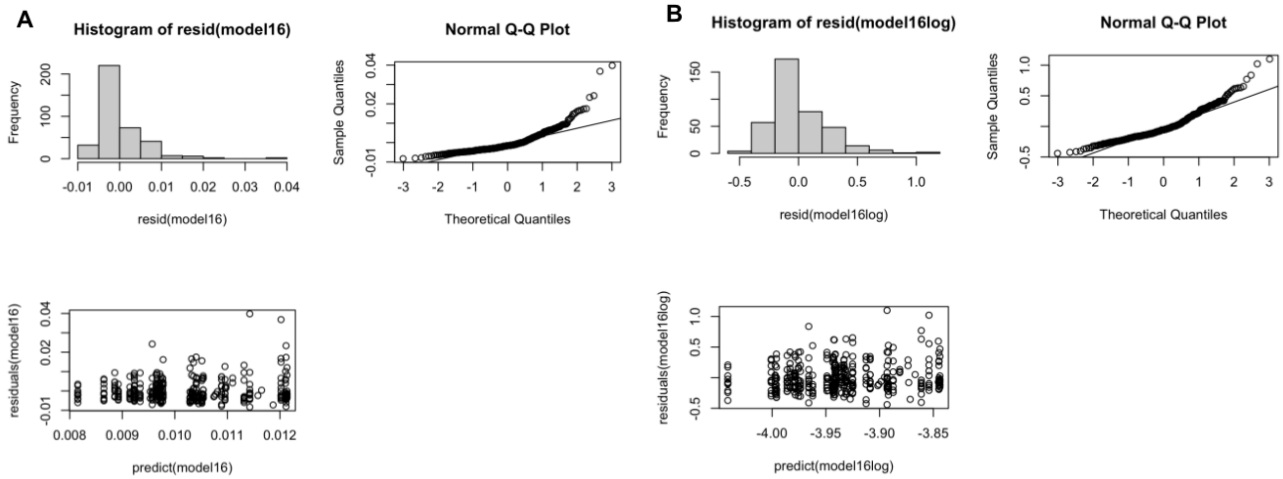 A
Histogram of resid(model16)
Frequency
0 100 200
-0.01 0.00 0.01 0.02 0.03 0.04
resid(model16)
Normal Q-Q Plot
Sample Quantiles
-0.01 0.02 0.04
-3 -2 -1 0 1 2 3
Theoretical Quantiles
residuals(model16)
-0.01 0.02 0.04
0.008 0.009 0.010 0.011 0.012
predict(model16)
B
Histogram of resid(model16log)
Frequency
0 50 150
-0.5 0.0 0.5 1.0
resid(model16log)
Normal Q-Q Plot
Sample Quantiles
-0.5 0.5 1.0
-3 -2 -1 0 1 2 3
Theoretical Quantiles
residuals(model16log)
-0.5 0.5 1.0
-4.00 -3.95 -3.90 -3.85
predict(model16log)